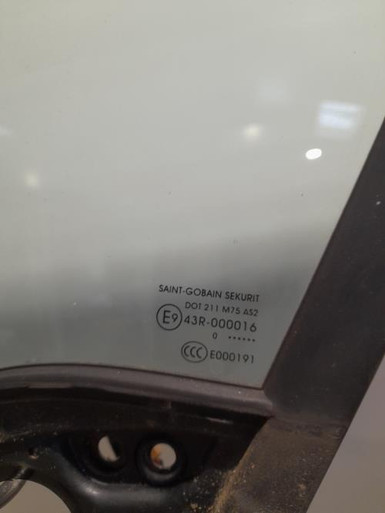 SAINT-GOBAIN SEKURIT
DOT 211 M75 AS2
E9 43R-000016
0 ••••••
CCC E000191